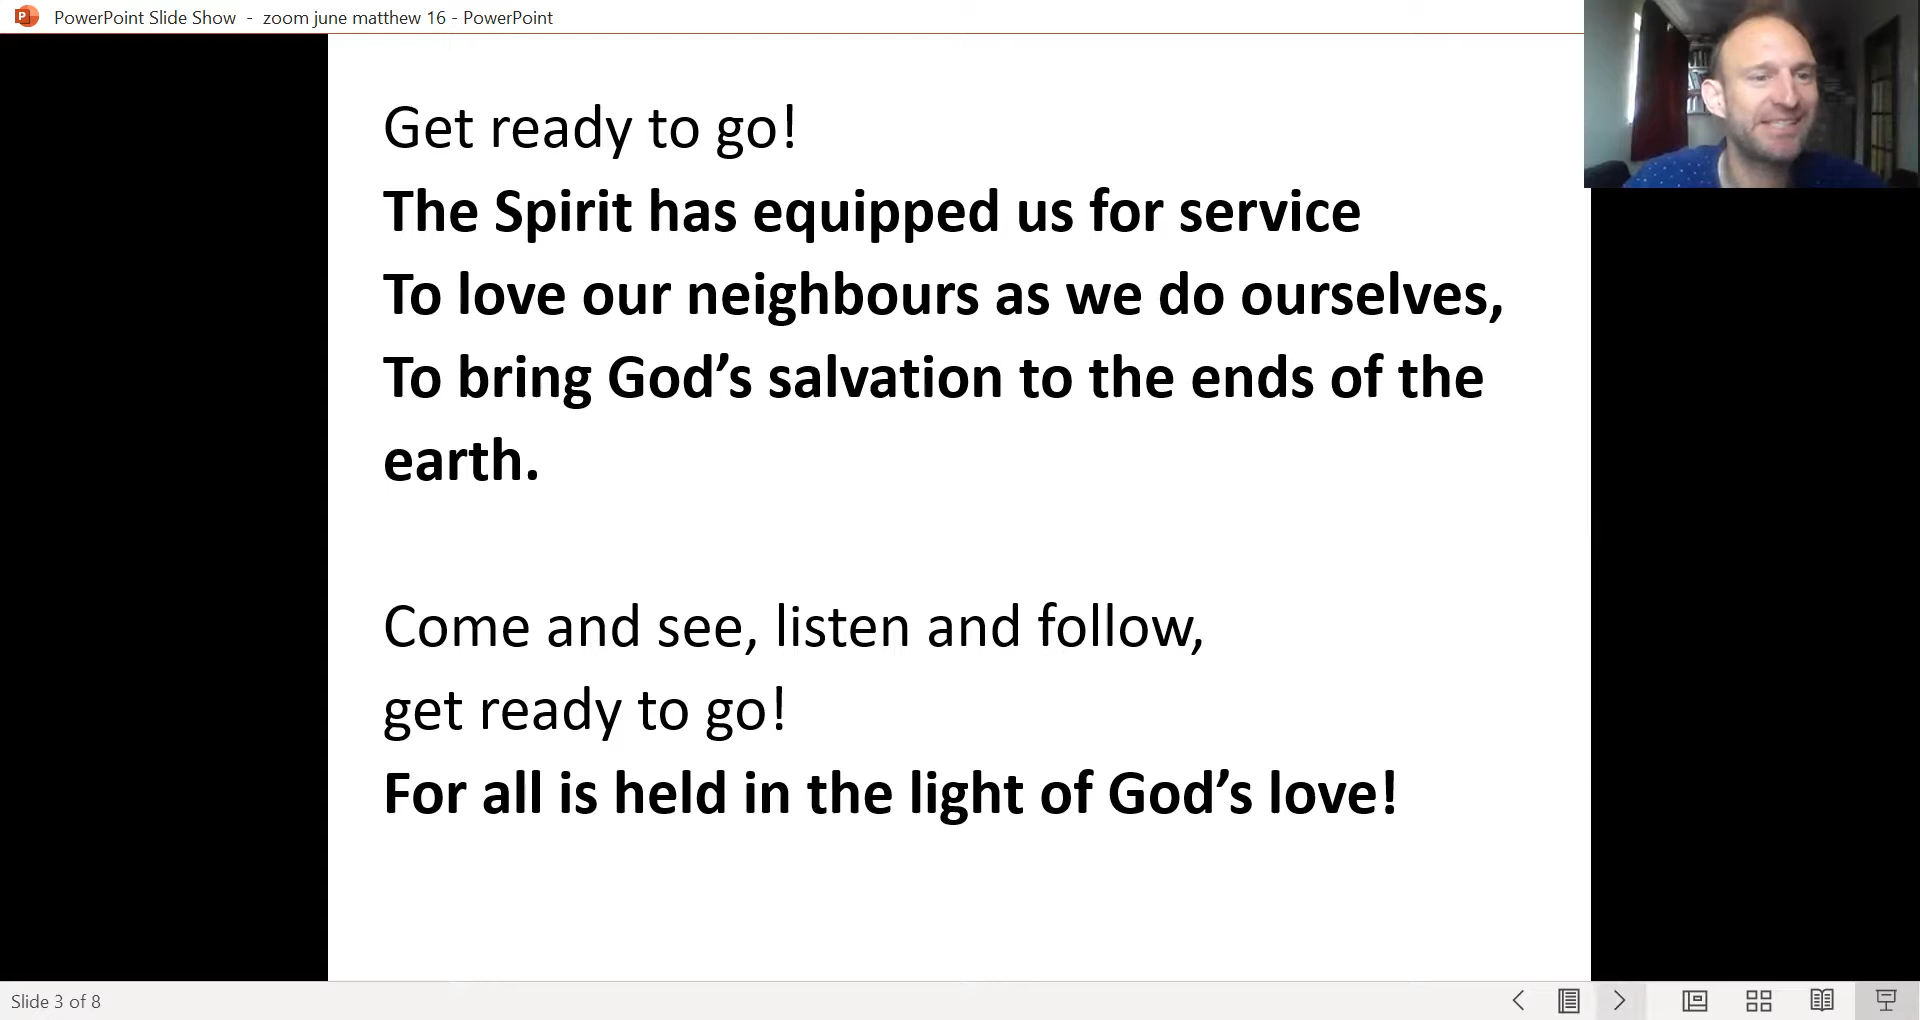 PowerPoint Slide Show - zoom june matthew 16 - PowerPoint
Get ready to go!
The Spirit has equipped us for service
To love our neighbours as we do ourselves,
To bring God’s salvation to the ends of the
earth.
Come and see, listen and follow,
get ready to go!
For all is held in the light of God’s love!
Slide 3 of 8